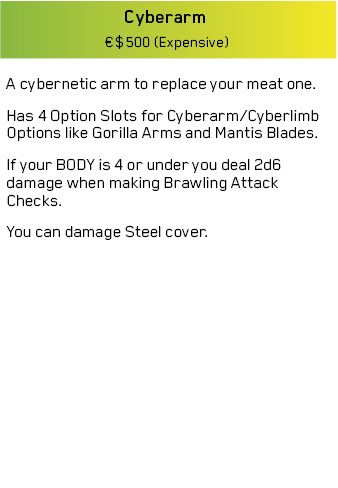 Cyberarm
€$500 (Expensive)
A cybernetic arm to replace your meat one.
Has 4 Option Slots for Cyberarm/Cyberlimb
Options like Gorilla Arms and Mantis Blades.
If your BODY is 4 or under you deal 2d6
damage when making Brawling Attack
Checks.
You can damage Steel cover.